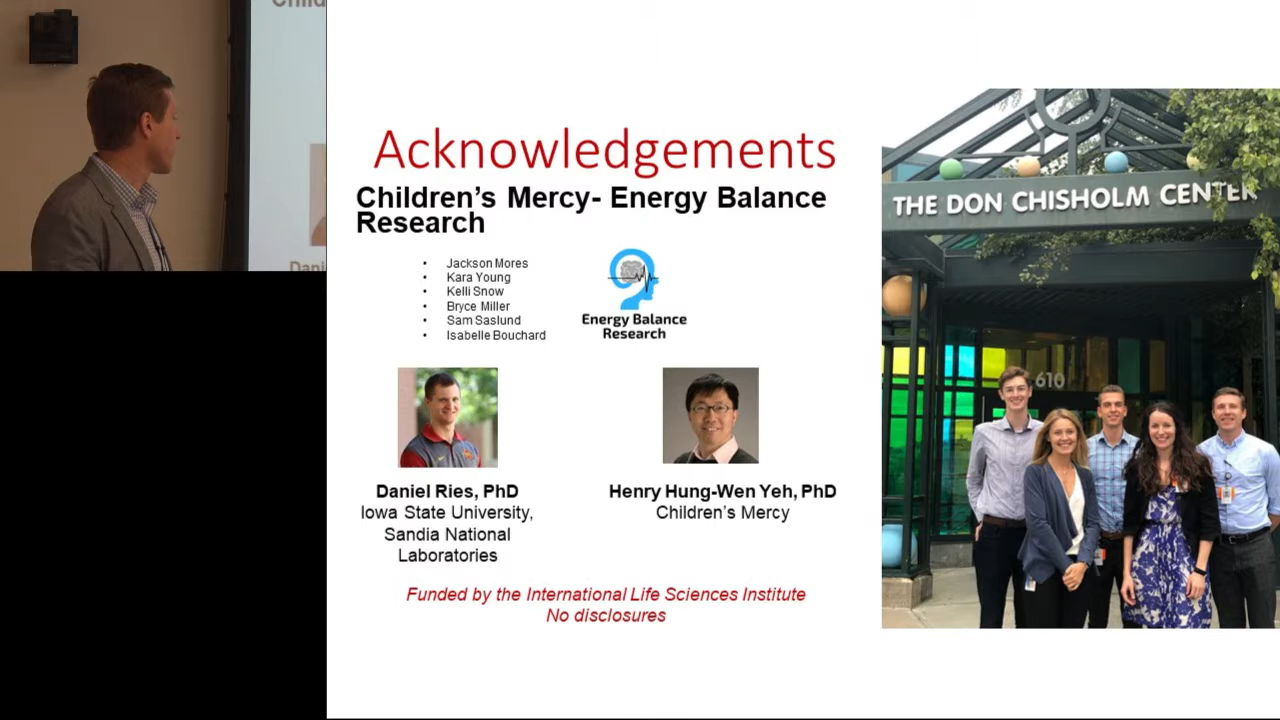 Acknowledgements
Children's Mercy- Energy Balance
Research
• Jackson Mores
• Kara Young
• Kelli Snow
• Bryce Miller
• Sam Saslund
• Isabelle Bouchard
Energy Balance
Research
Daniel Ries, PhD
Iowa State University,
Sandia National
Laboratories
Henry Hung-Wen Yeh, PhD
Children's Mercy
Funded by the International Life Sciences Institute
No disclosures
THE DON CHISHOLM CENTER
610